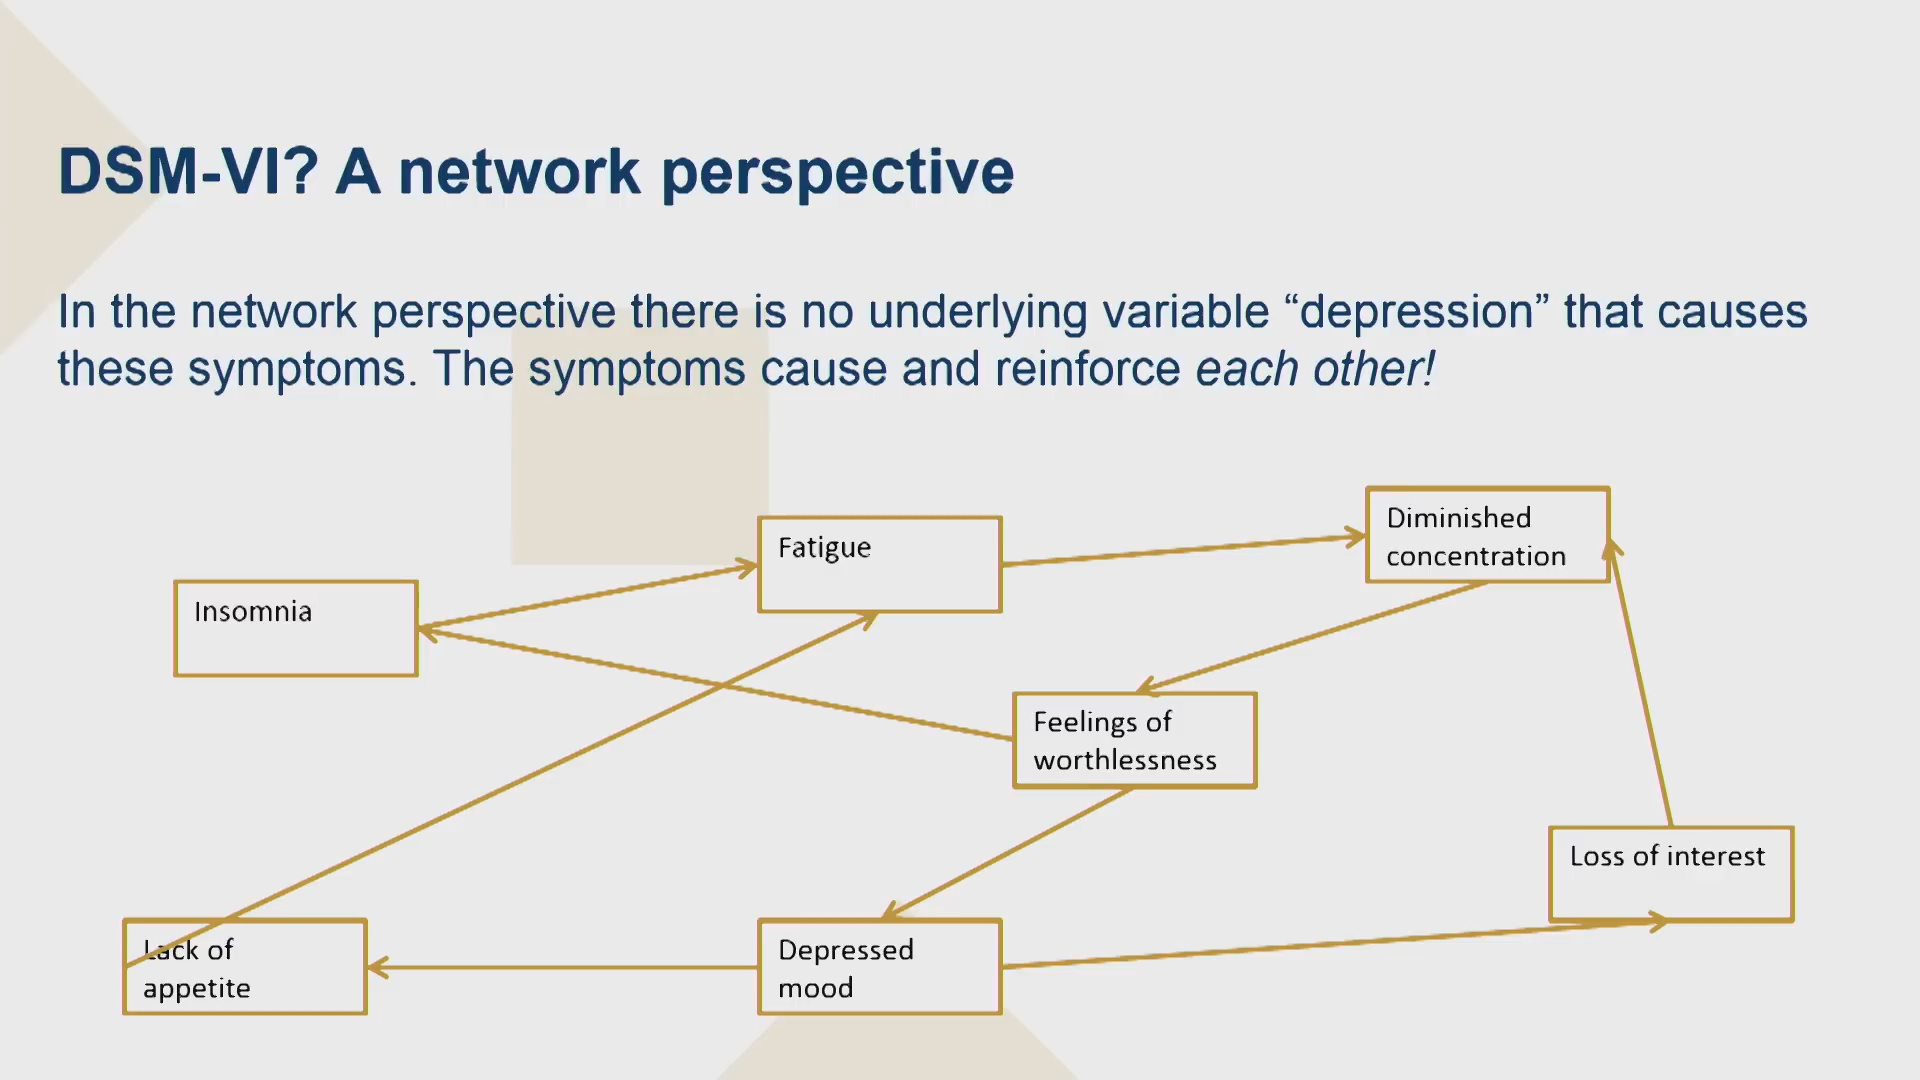 DSM-VI? A network perspective
In the network perspective there is no underlying variable “depression” that causes
these symptoms. The symptoms cause and reinforce each other!
Diminished
concentration
Fatigue
Insomnia
Feelings of
worthlessness
Loss of interest
Lack of
appetite
Depressed
mood